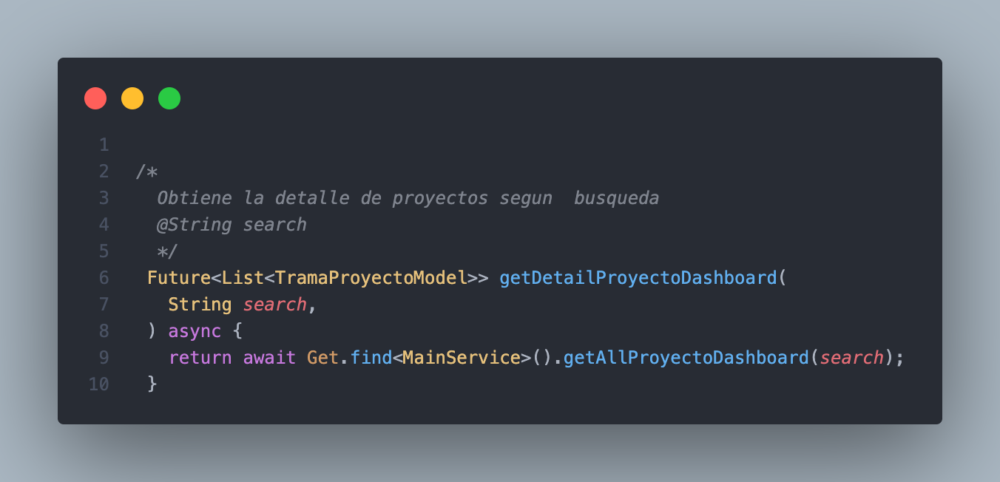 1
2 /*
3 Obtiene la detalle de proyectos segun  busqueda
4 @String search
5 */
6 Future<List<TramaProyectoModel>> getDetailProyectoDashboard(
7 String search,
8 ) async {
9 return await Get.find<MainService>().getAllProyectoDashboard(search);
10 }